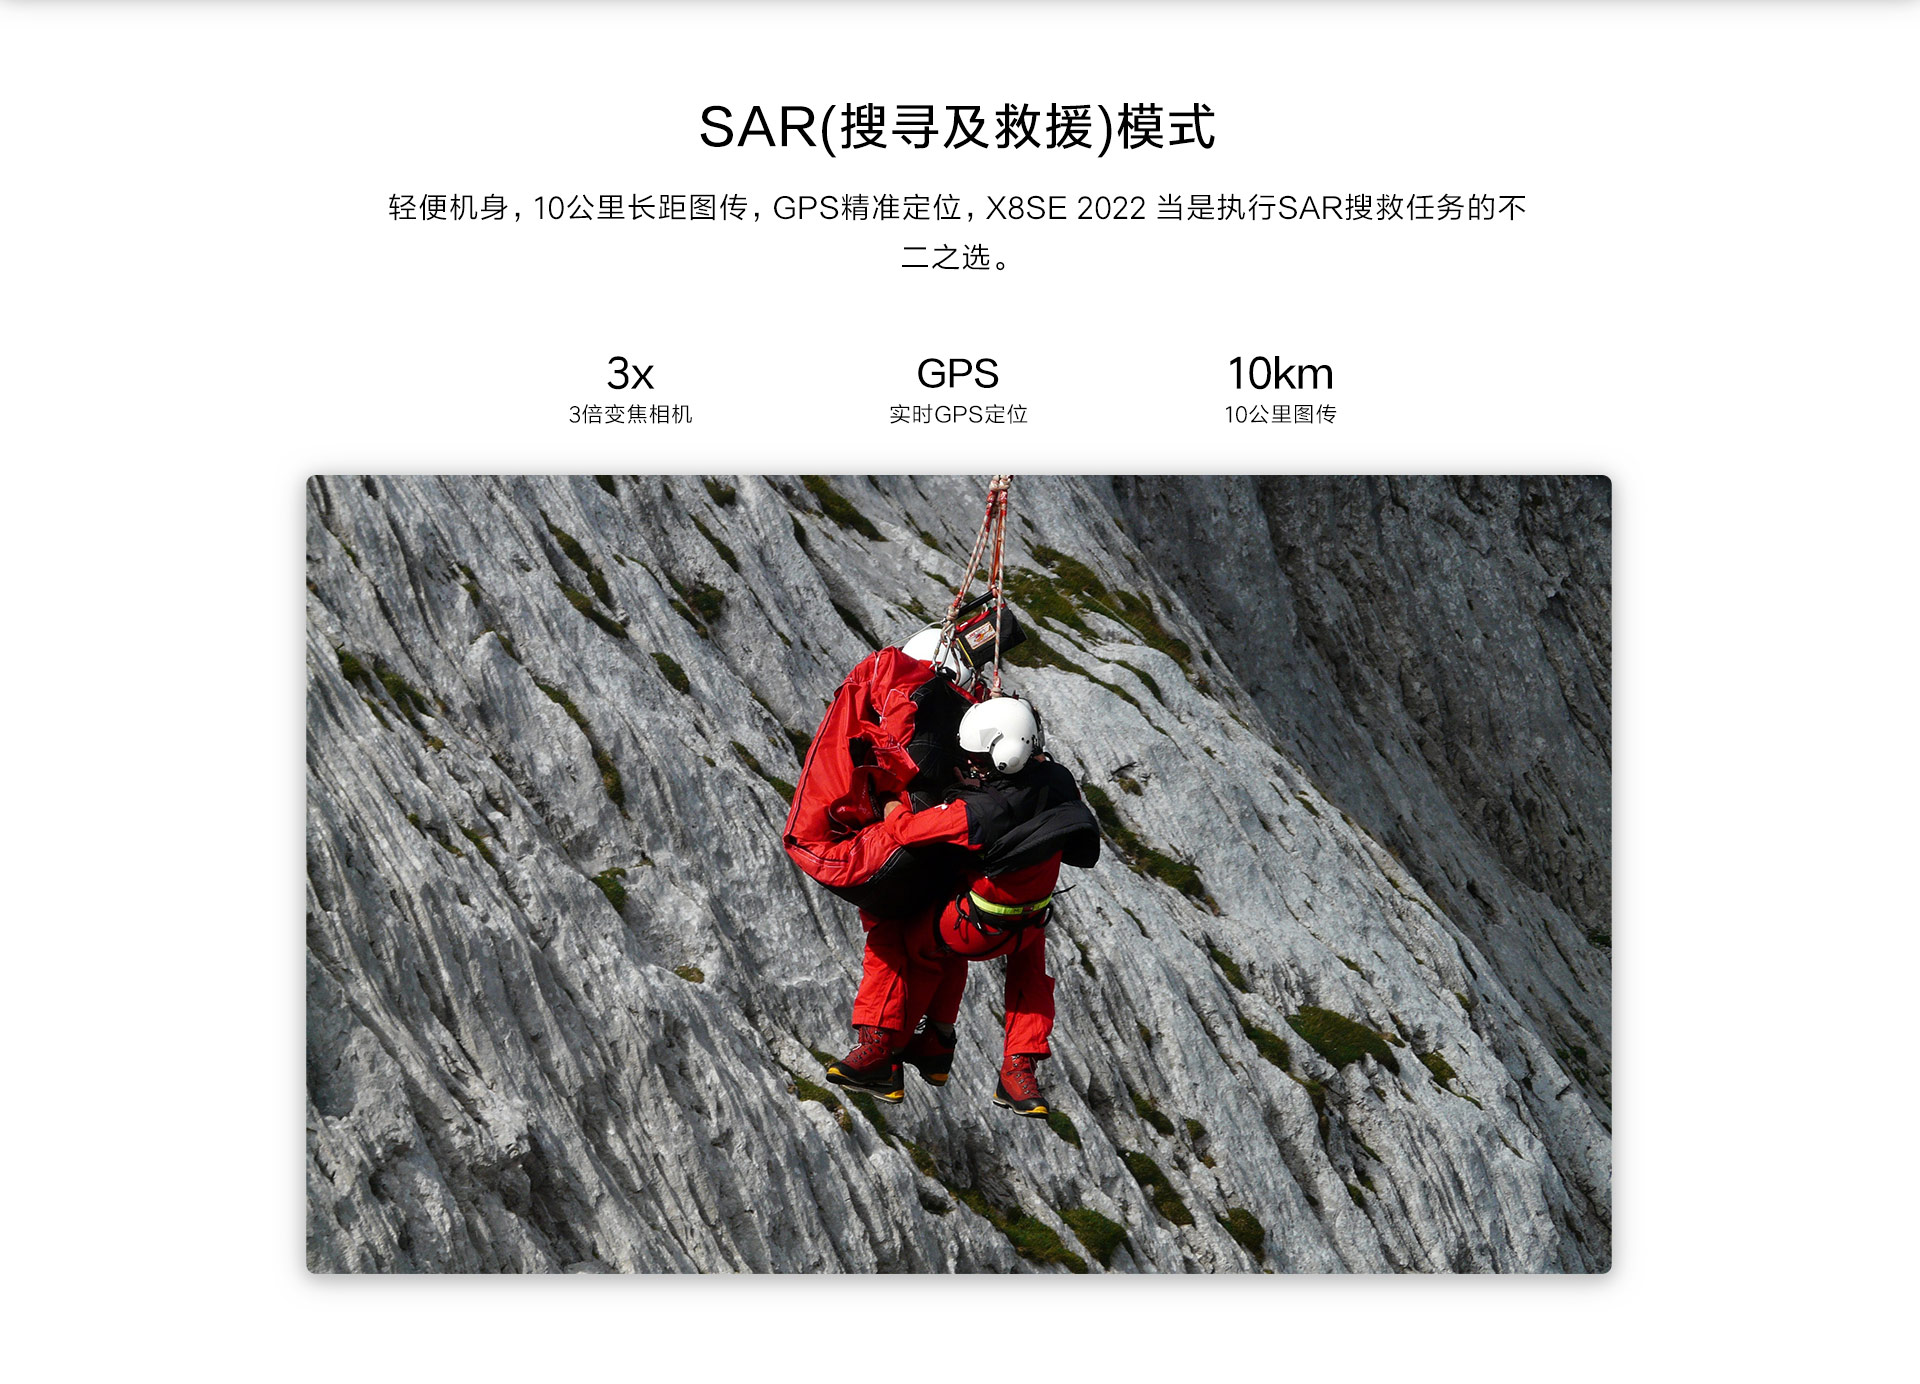 SAR(搜寻及救援)模式
轻便机身, 10公里长距图传, GPS精准定位, X8SE 2022 当是执行SAR搜救任务的不
二之选。
3x
GPS
10km
3倍变焦相机
实时GPS定位
10公里图传